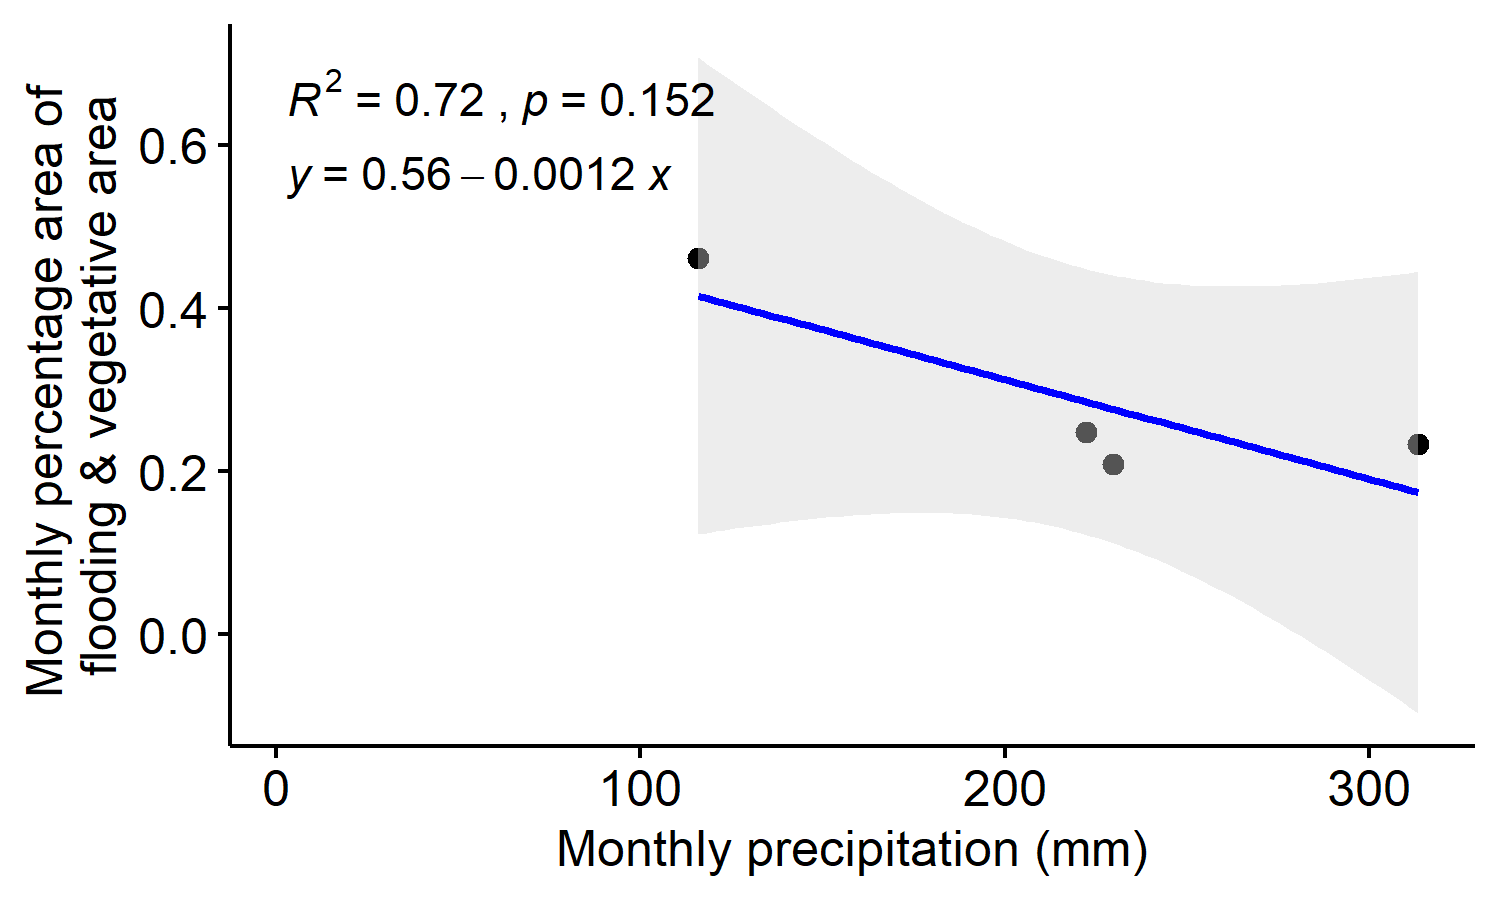 Monthly percentage area of
flooding & vegetative area
R² = 0.72 , p = 0.152
y = 0.56 – 0.0012 x
0.6
0.4
0.2
0.0
0 100 200 300
Monthly precipitation (mm)